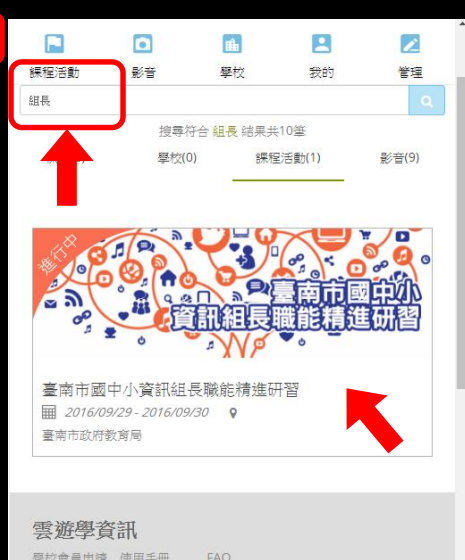 課程活動 影音 學校 我的 管理
組長
搜尋符合 組長 結果共10筆
學校(0) 課程活動(1) 影音(9)
進行中
臺南市國中小
資訊組長職能精進研習
臺南市國中小資訊組長職能精進研習
2016/09/29 - 2016/09/30
臺南市政府教育局
雲遊學資訊
學校會員申請 使用手冊 FAQ